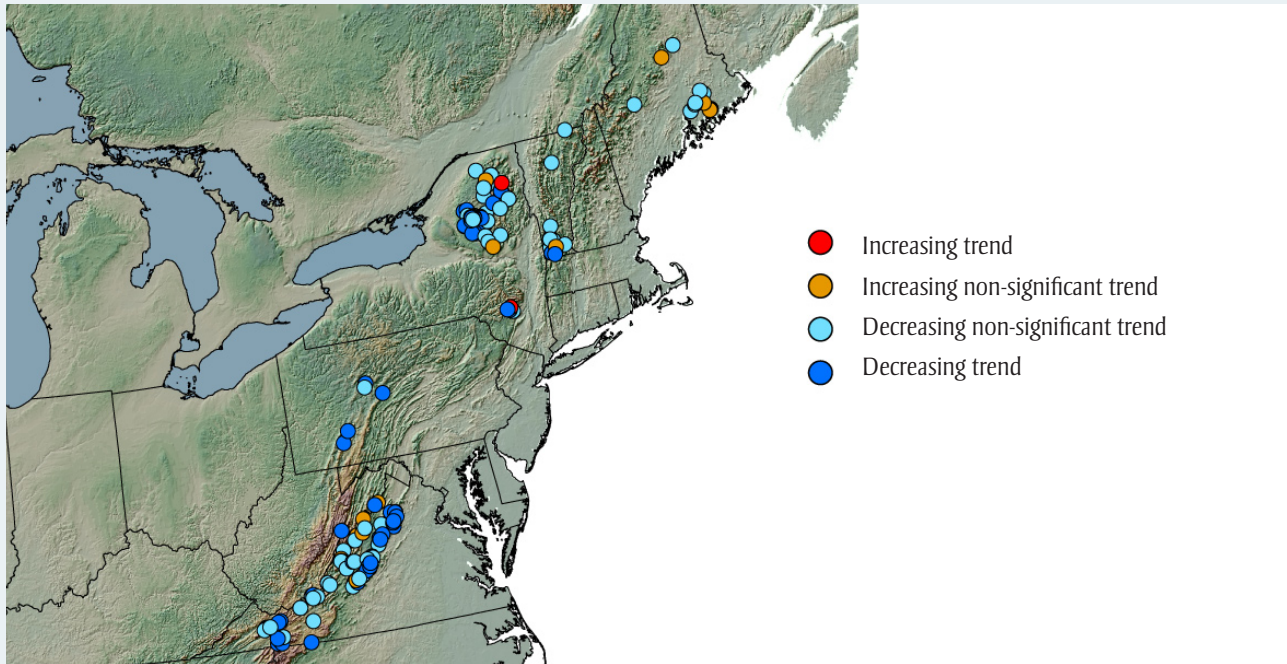 Increasing trend
Increasing non-significant trend
Decreasing non-significant trend
Decreasing trend